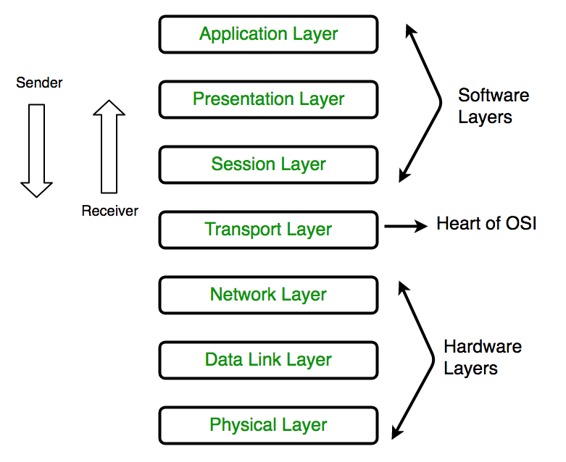 Application Layer
Sender
Presentation Layer
Software
Layers
Session Layer
Receiver
Transport Layer
Heart of OSI
Network Layer
Hardware
Layers
Data Link Layer
Physical Layer